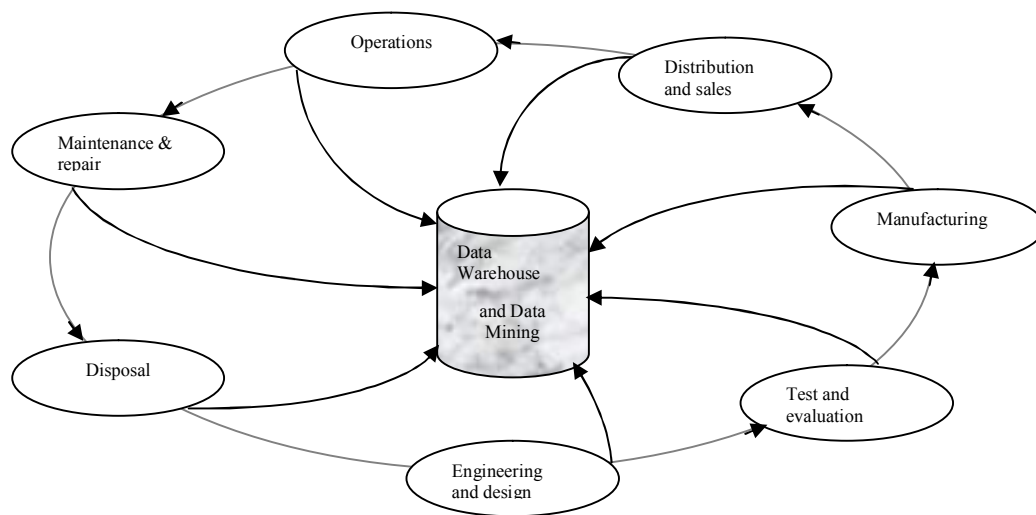 Operations
Distribution
and sales
Maintenance &
repair
Manufacturing
Data
Warehouse
and Data
Mining
Disposal
Test and
evaluation
Engineering
and design